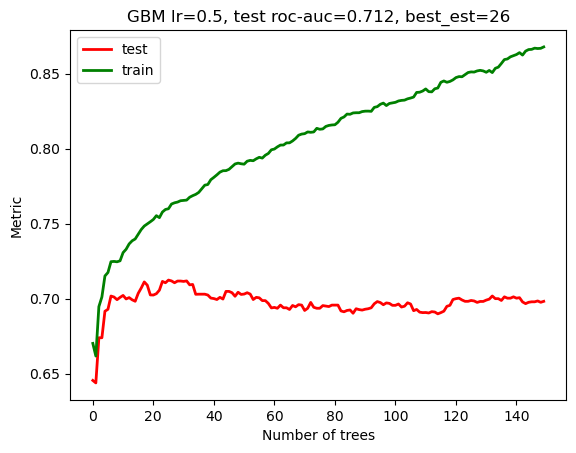 GBM lr=0.5, test roc-auc=0.712, best_est=26
test
train
Metric
0.85
0.80
0.75
0.70
0.65
0 20 40 60 80 100 120 140
Number of trees